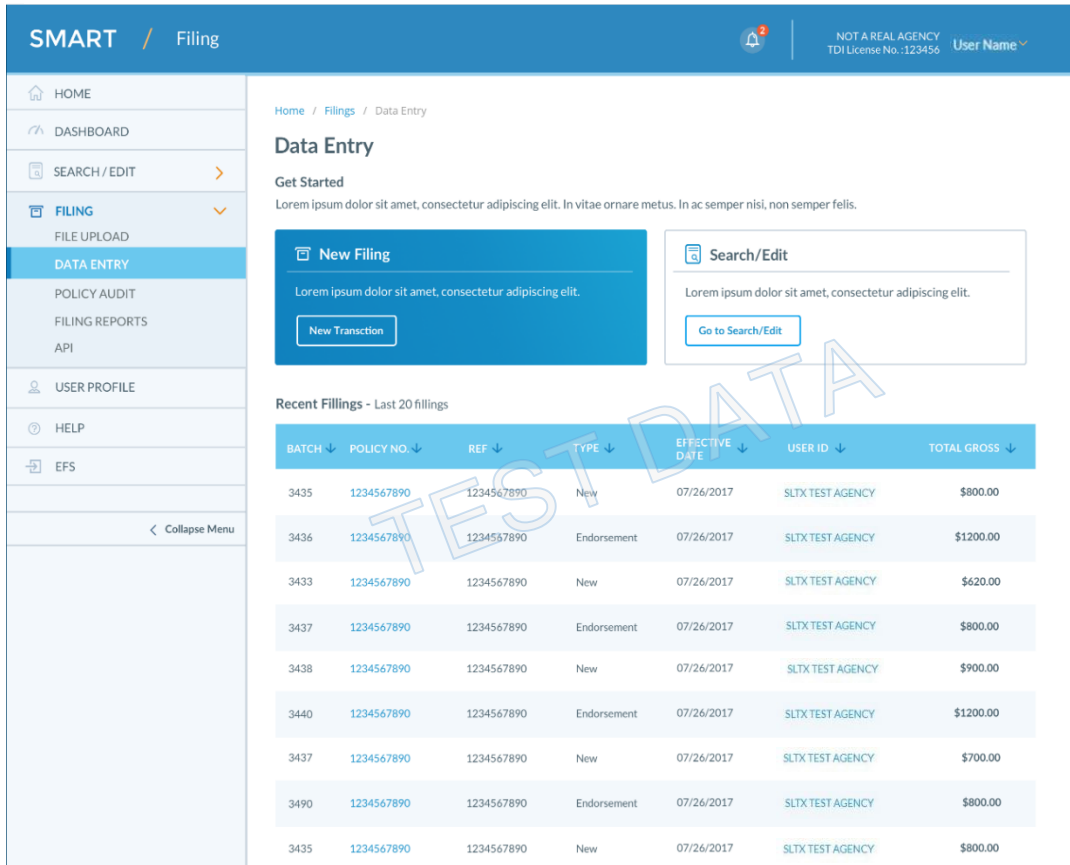 SMART / Filing
2
NOT A REAL AGENCY
TDI License No.:123456
User Name
HOME
DASHBOARD
SEARCH / EDIT
FILING
FILE UPLOAD
DATA ENTRY
POLICY AUDIT
FILING REPORTS
API
USER PROFILE
HELP
EFS
Collapse Menu
Home / Filings / Data Entry
Data Entry
Get Started
Lorem ipsum dolor sit amet, consectetur adipiscing elit. In vitae ornare metus. In ac semper nisi, non semper felis.
New Filing
Lorem ipsum dolor sit amet, consectetur adipiscing elit.
New Transction
Search/Edit
Lorem ipsum dolor sit amet, consectetur adipiscing elit.
Go to Search/Edit
TEST DATA
Recent Fillings - Last 20 fillings
BATCH POLICY NO. REF TYPE EFFECTIVE DATE USER ID TOTAL GROSS
3435 1234567890 1234567890 New 07/26/2017 SLTX TEST AGENCY $800.00
3436 1234567890 1234567890 Endorsement 07/26/2017 SLTX TEST AGENCY $1200.00
3433 1234567890 1234567890 New 07/26/2017 SLTX TEST AGENCY $620.00
3437 1234567890 1234567890 Endorsement 07/26/2017 SLTX TEST AGENCY $800.00
3438 1234567890 1234567890 New 07/26/2017 SLTX TEST AGENCY $900.00
3440 1234567890 1234567890 Endorsement 07/26/2017 SLTX TEST AGENCY $1200.00
3437 1234567890 1234567890 New 07/26/2017 SLTX TEST AGENCY $700.00
3490 1234567890 1234567890 Endorsement 07/26/2017 SLTX TEST AGENCY $800.00
3435 1234567890 1234567890 New 07/26/2017 SLTX TEST AGENCY $800.00